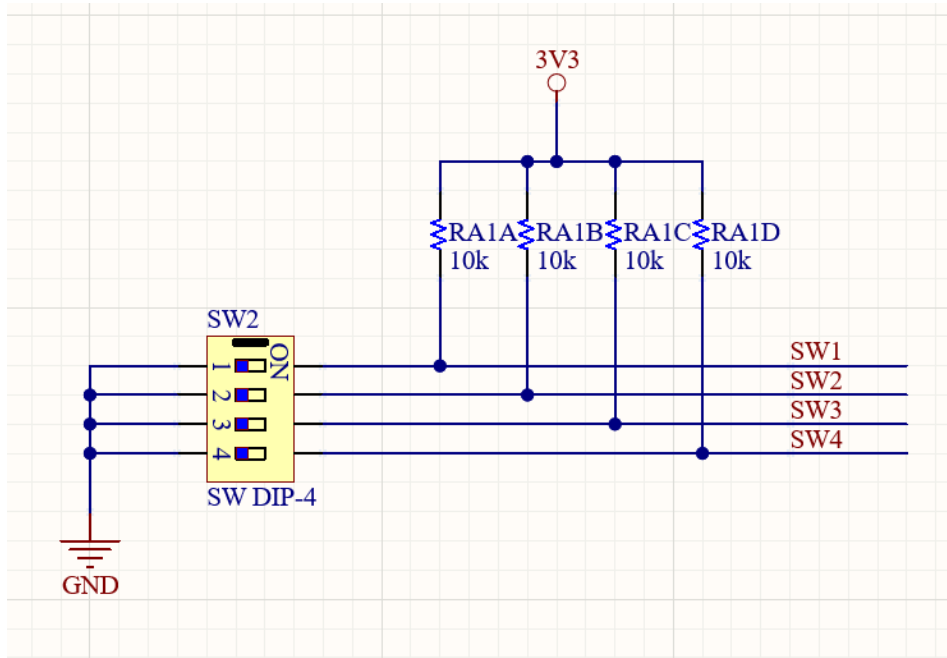 3V3
RA1A RA1B RA1C RA1D
10k 10k 10k 10k
SW2
ON
1
2
3
4
SW1
SW2
SW3
SW4
SW DIP-4
GND